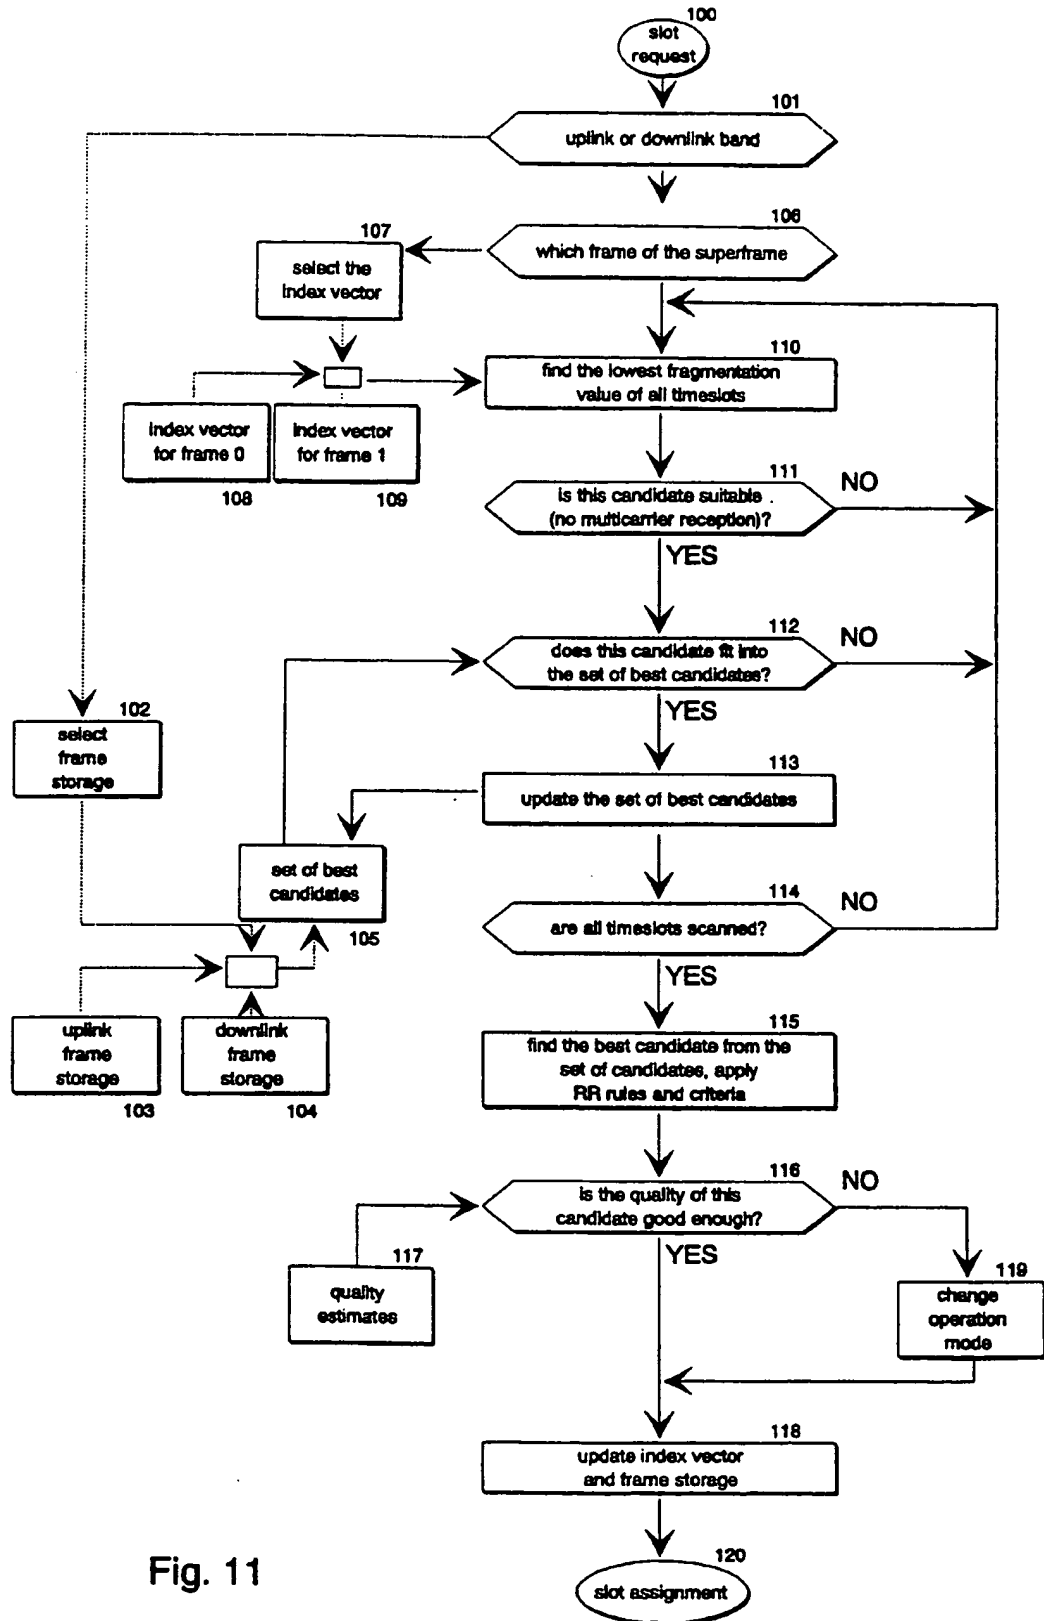 100
slot
request
101
uplink or downlink band
106
which frame of the superframe
107
select the
index vector
110
find the lowest fragmentation
value of all timeslots
index vector
for frame 0
108
index vector
for frame 1
109
111
is this candidate suitable
(no multicarrier reception)?
NO
YES
112
does this candidate fit into
the set of best candidates?
NO
YES
102
select
frame
storage
113
update the set of best candidates
set of best
candidates
105
114
are all timeslots scanned?
NO
YES
uplink
frame
storage
103
downlink
frame
storage
104
115
find the best candidate from the
set of candidates, apply
RR rules and criteria
116
is the quality of this
candidate good enough?
NO
YES
117
quality
estimates
119
change
operation
mode
118
update index vector
and frame storage
120
slot assignment
Fig. 11